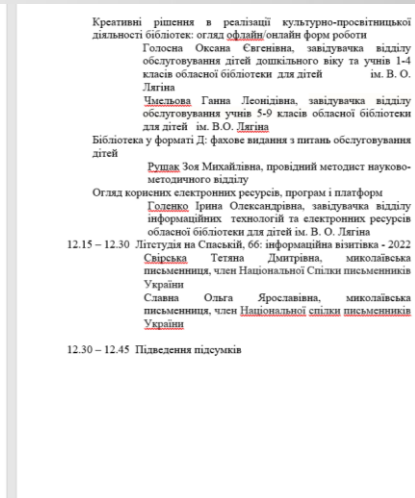 Креативні рішення в реалізації культурно-просвітницької
діяльності бібліотек: огляд офлайн/онлайн форм роботи
Голосна Оксана Євгенівна, завідувачка відділу
обслуговування дітей дошкільного віку та учнів 1-4
класів обласної бібліотеки для дітей ім. В. О.
Лягіна
Чмельова Ганна Леонідівна, завідувачка відділу
обслуговування учнів 5-9 класів обласної бібліотеки
для дітей ім. В.О. Лягіна
Бібліотека у форматі Д: фахове видання з питань обслуговування
дітей
Рушак Зоя Михайлівна, провідний методист науково-
методичного відділу
Огляд корисних електронних ресурсів, програм і платформ
Голенко Ірина Олександрівна, завідувачка відділу
інформаційних технологій та електронних ресурсів
обласної бібліотеки для дітей ім. В. О. Лягіна
12.15 – 12.30 Літстудія на Спаській, 66: інформаційна візитівка - 2022
Свірська Тетяна Дмитрівна, миколаївська
письменниця, член Національної Спілки письменників
України
Славна Ольга Ярославівна, миколаївська
письменниця, член Національної спілки письменників
України
12.30 – 12.45 Підведення підсумків